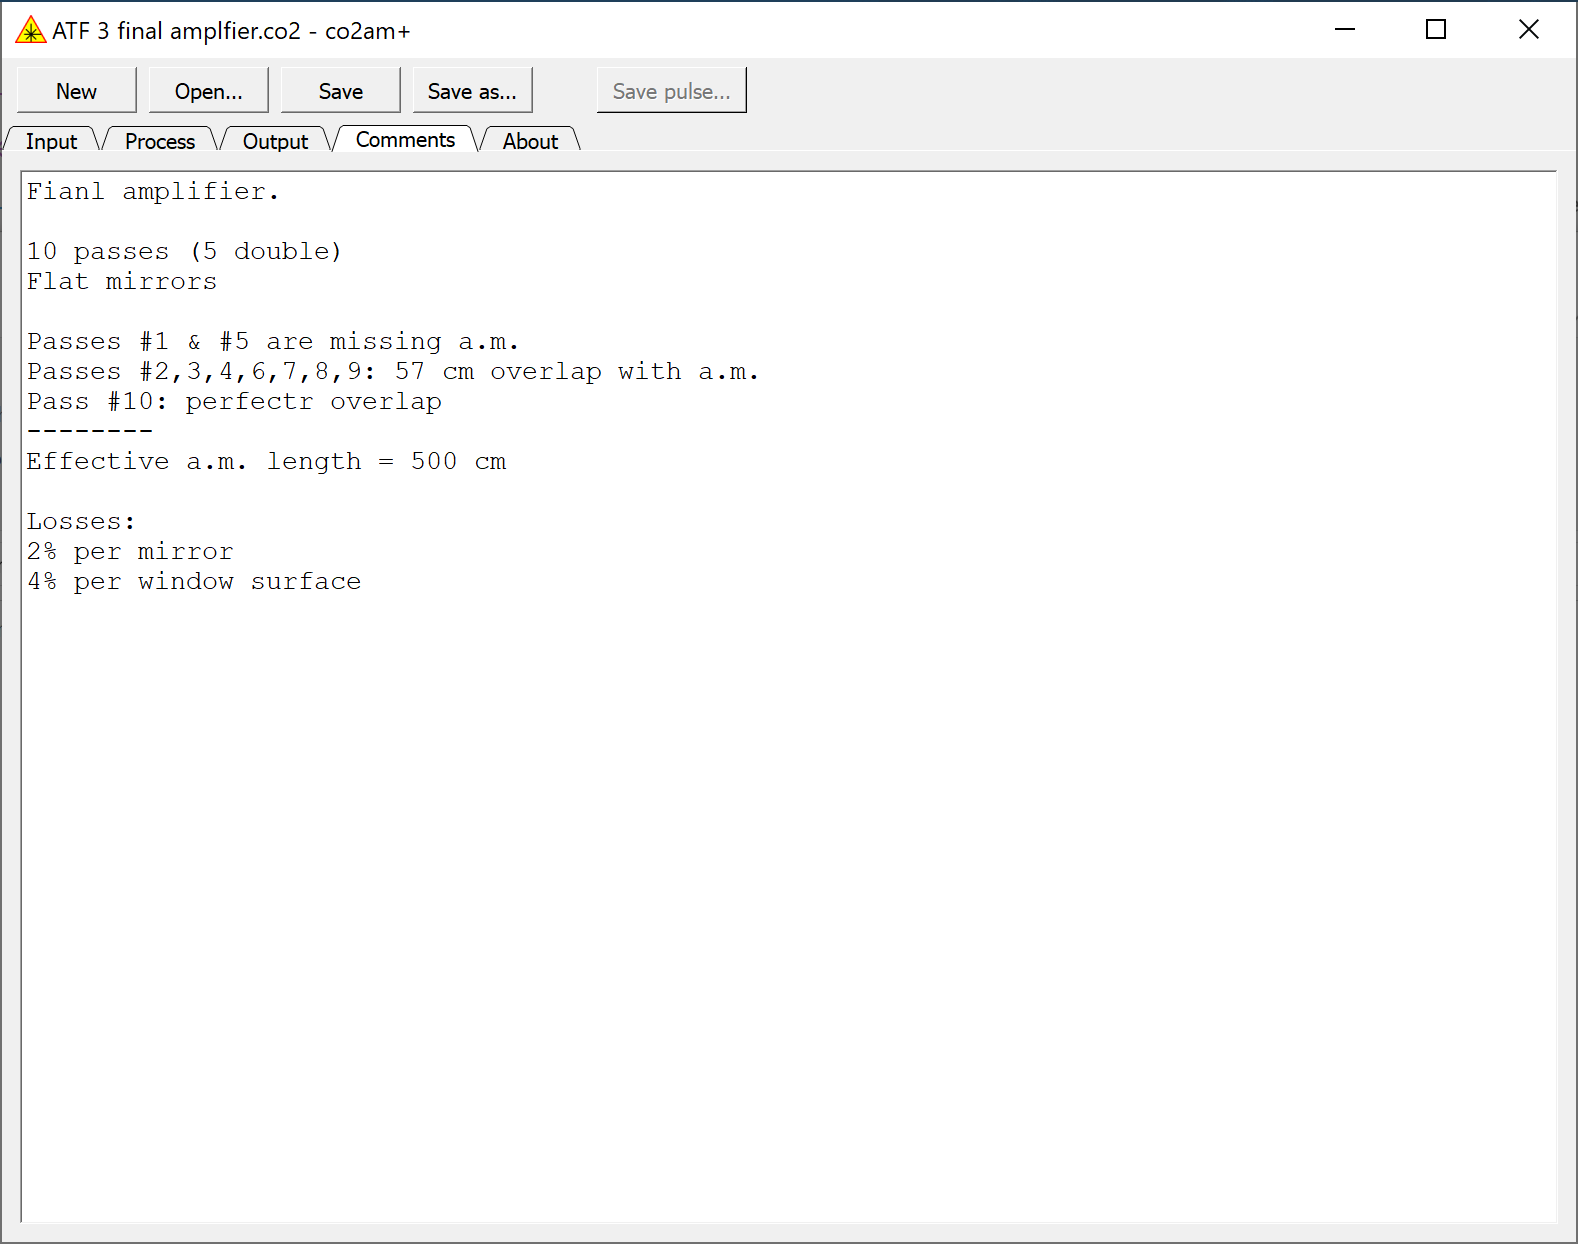 ATF 3 final amplfier.co2 - co2am+
New Open... Save Save as... Save pulse...
Input Process Output Comments About
Fianl amplifier.
10 passes (5 double)
Flat mirrors
Passes #1 & #5 are missing a.m.
Passes #2,3,4,6,7,8,9: 57 cm overlap with a.m.
Pass #10: perfectr overlap
--------
Effective a.m. length = 500 cm
Losses:
2% per mirror
4% per window surface